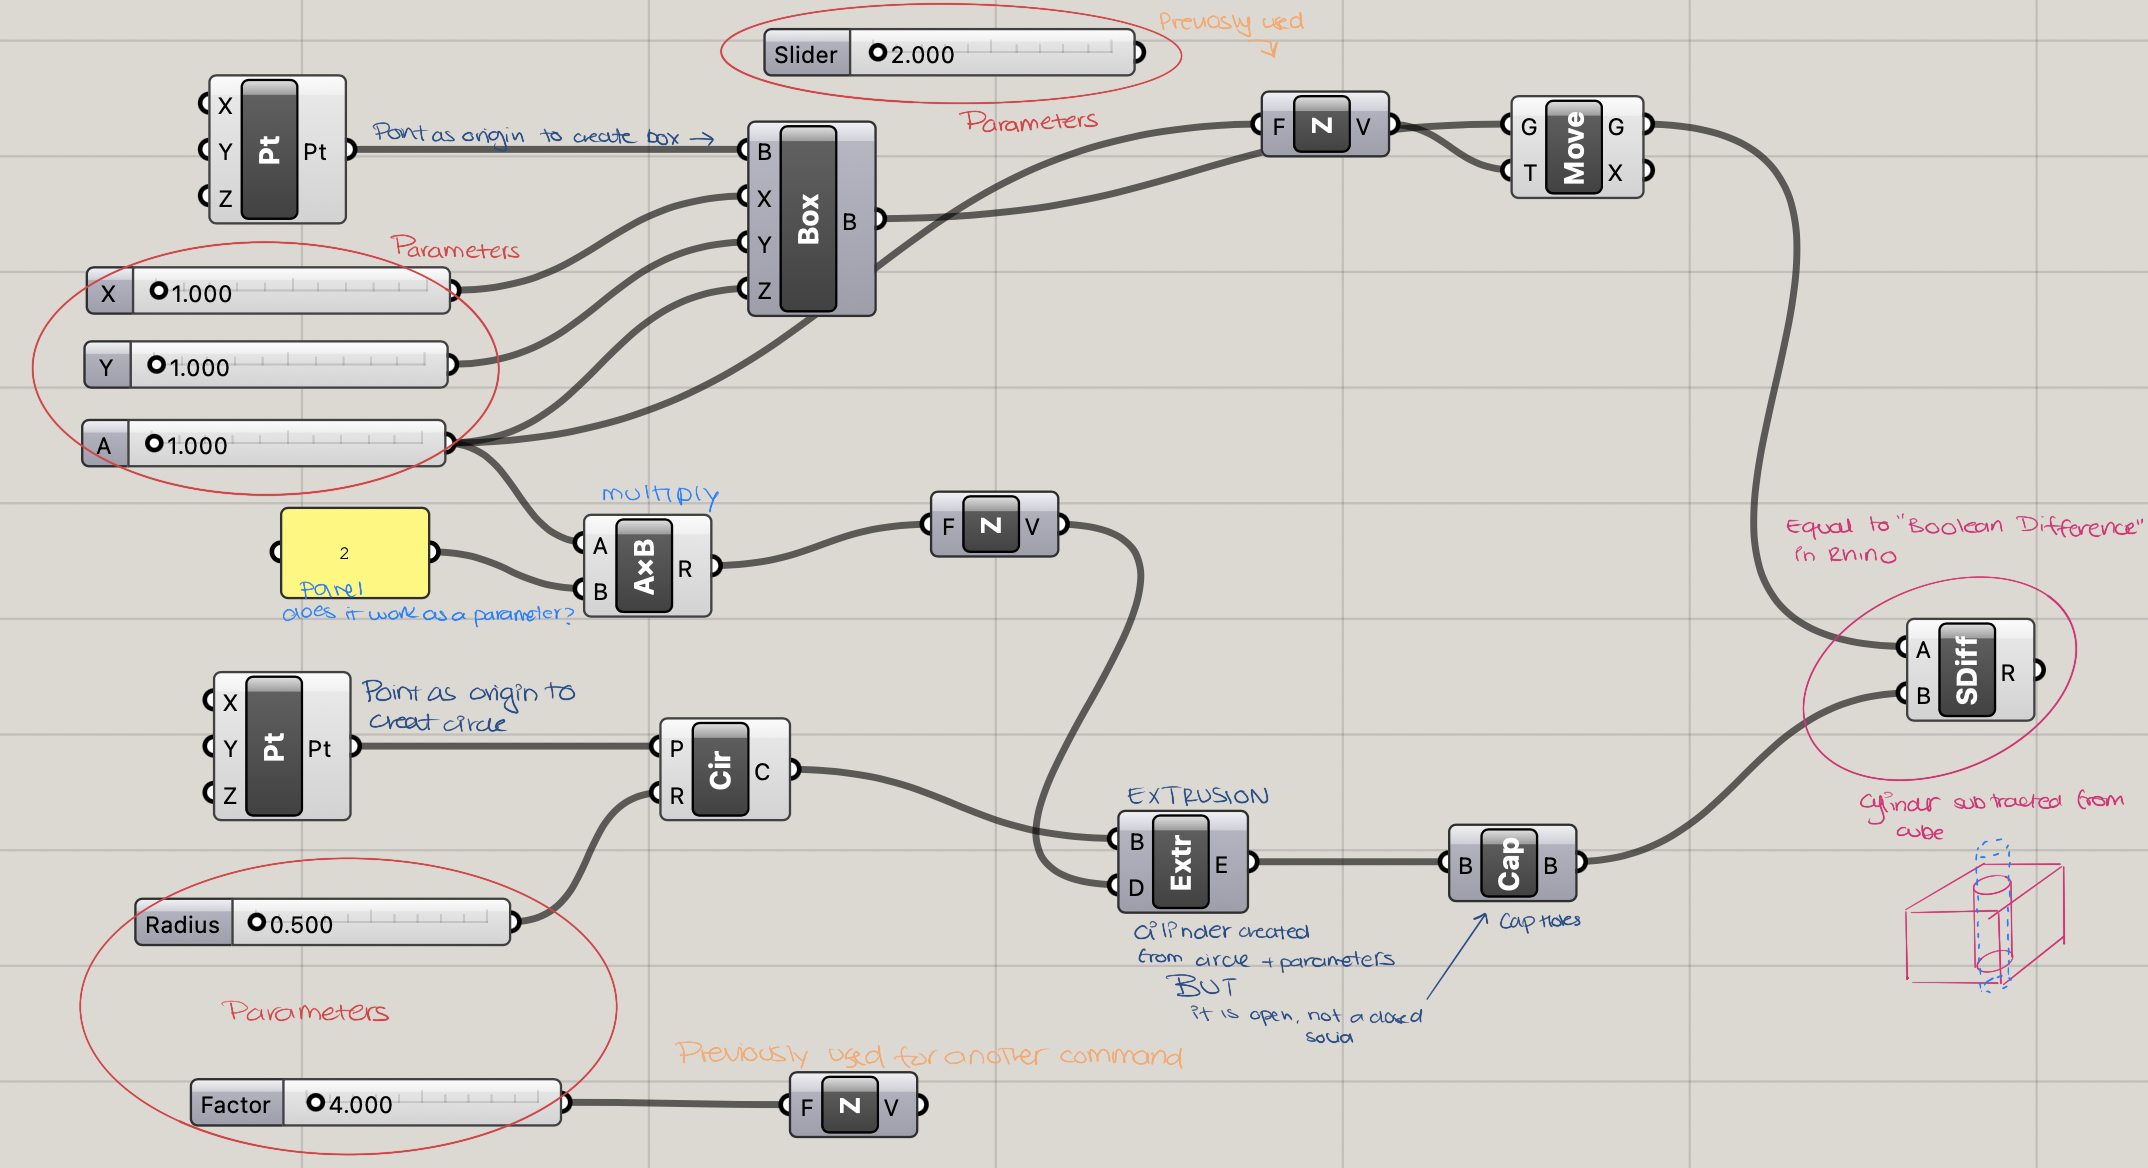 Prevuosly used
Slider
2.000
Parameters
X
Y
Z
Pt
Pt
Point as origin to create box →
B
X
Y
Z
Box
B
F
Z
V
G
T
Move
G
X
Parameters
X
1.000
Y
1.000
A
1.000
multiply
2
Panel
does it work as a parameter?
A
B
A×B
R
F
Z
V
Equal to "Boolean Difference"
in Rhino
A
B
SDiff
R
X
Y
Z
Pt
Pt
Point as origin to
creat circle
P
R
Cir
C
EXTRUSION
B
D
Extr
E
B
Cap
B
Cap Holes
Cylindr subtracted from
cube
Cilinder created
from circle + parameters
BUT
it is open, not a closed
solid
Radius
0.500
Parameters
Factor
4.000
Previously used for another command
F
Z
V